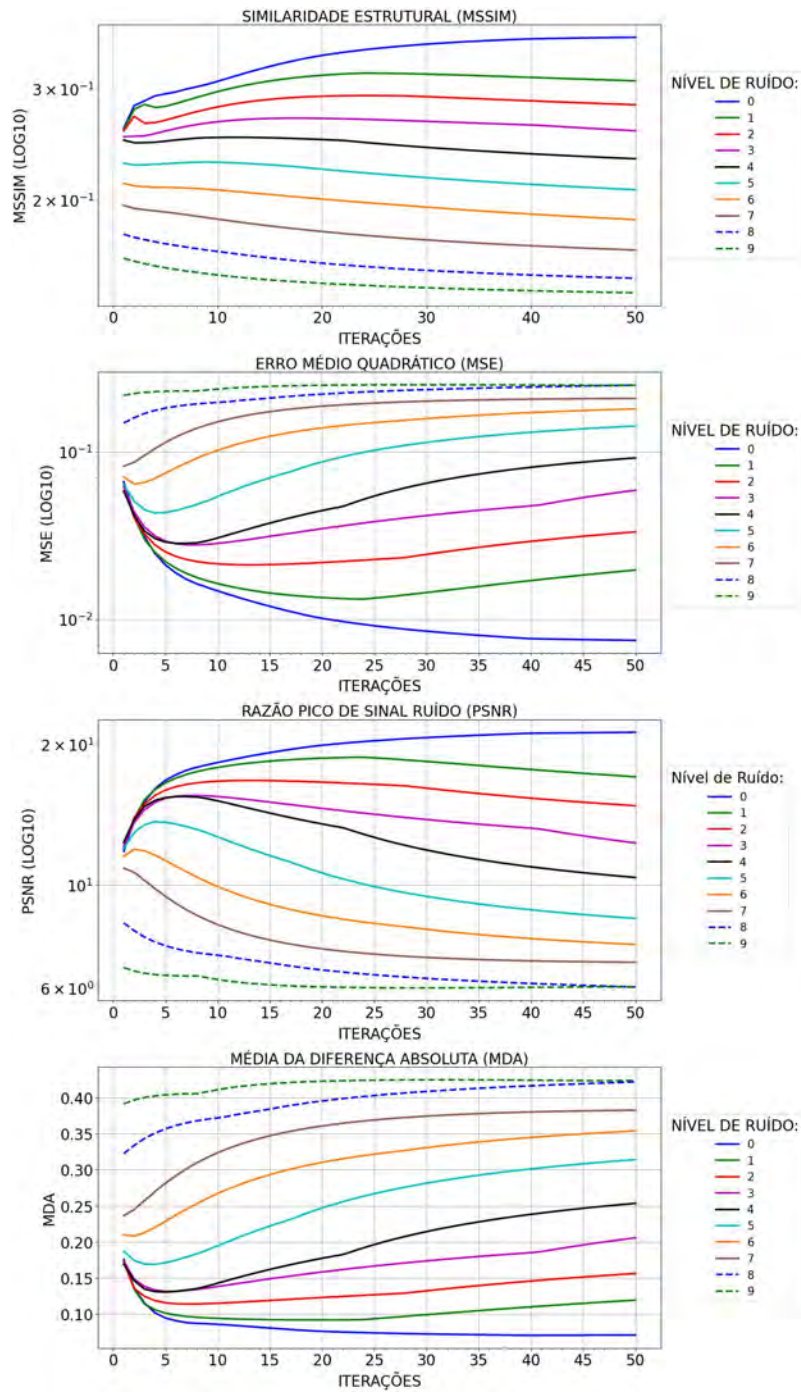 SIMILARIDADE ESTRUTURAL (MSSIM)
MSSIM (LOG10)
3 × 10⁻¹
2 × 10⁻¹
0 5 10 15 20 25 30 35 40 45 50
ITERAÇÕES
NÍVEL DE RUÍDO:
0
1
2
3
4
5
6
7
8
9
ERRO MÉDIO QUADRÁTICO (MSE)
MSE (LOG10)
10⁻¹
10⁻²
0 5 10 15 20 25 30 35 40 45 50
ITERAÇÕES
NÍVEL DE RUÍDO:
0
1
2
3
4
5
6
7
8
9
RAZÃO PICO DE SINAL RUÍDO (PSNR)
PSNR (LOG10)
2 × 10¹
10¹
6 × 10⁰
0 5 10 15 20 25 30 35 40 45 50
ITERAÇÕES
Nível de Ruído:
0
1
2
3
4
5
6
7
8
9
MÉDIA DA DIFERENÇA ABSOLUTA (MDA)
MDA
0.40
0.35
0.30
0.25
0.20
0.15
0.10
0 5 10 15 20 25 30 35 40 45 50
ITERAÇÕES
NÍVEL DE RUÍDO:
0
1
2
3
4
5
6
7
8
9